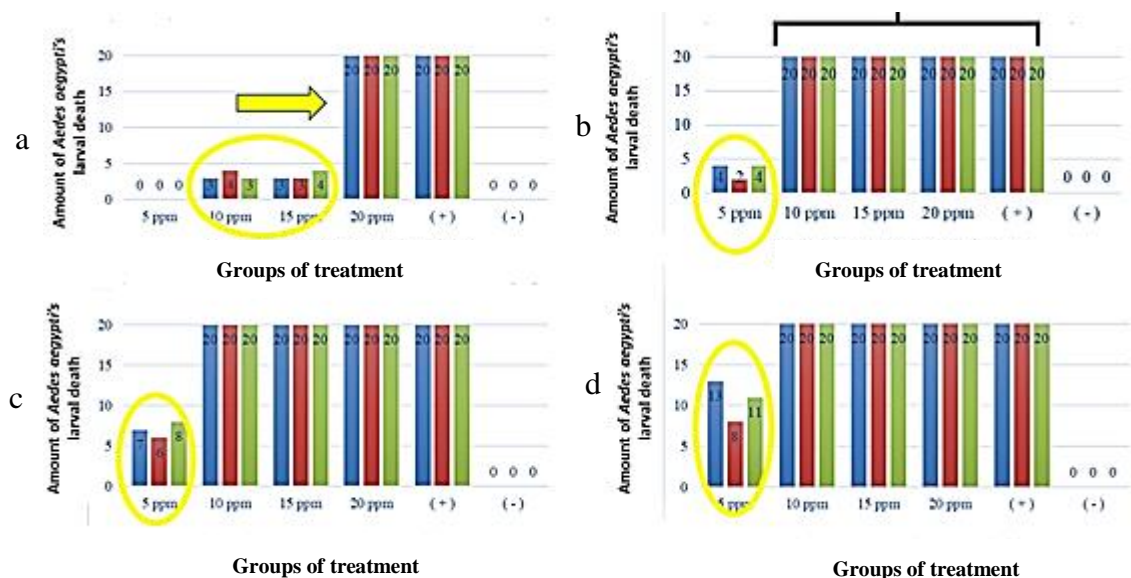 a
Amount of Aedes aegypti's
larval death
20
15
10
5
0
0 0 0
3 4 3
3 3 4
20 20 20
20 20 20
0 0 0
5 ppm 10 ppm 15 ppm 20 ppm (+) (-)
Groups of treatment
b
Amount of Aedes aegypti's
larval death
20
15
10
5
0
4 2 4
20 20 20
20 20 20
20 20 20
20 20 20
0 0 0
5 ppm 10 ppm 15 ppm 20 ppm (+) (-)
Groups of treatment
c
Amount of Aedes aegypti's
larval death
20
15
10
5
0
7 6 8
20 20 20
20 20 20
20 20 20
20 20 20
0 0 0
5 ppm 10 ppm 15 ppm 20 ppm (+) (-)
Groups of treatment
d
Amount of Aedes aegypti's
larval death
20
15
10
5
0
13 8 11
20 20 20
20 20 20
20 20 20
20 20 20
0 0 0
5 ppm 10 ppm 15 ppm 20 ppm (+) (-)
Groups of treatment